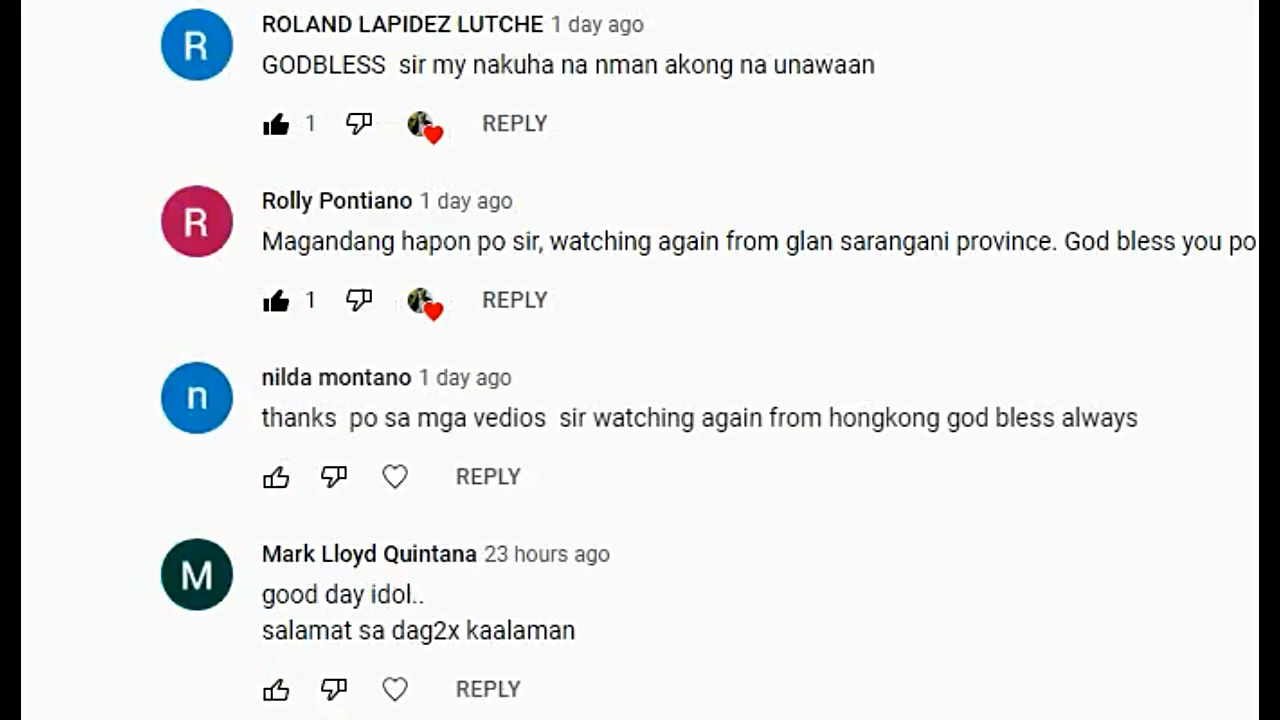 R
ROLAND LAPIDEZ LUTCHE 1 day ago
GODBLESS sir my nakuha na nman akong na unawaan
1 REPLY
R
Rolly Pontiano 1 day ago
Magandang hapon po sir, watching again from glan sarangani province. God bless you po
1 REPLY
n
nilda montano 1 day ago
thanks po sa mga vedios sir watching again from hongkong god bless always
REPLY
M
Mark Lloyd Quintana 23 hours ago
good day idol..
salamat sa dag2x kaalaman
REPLY